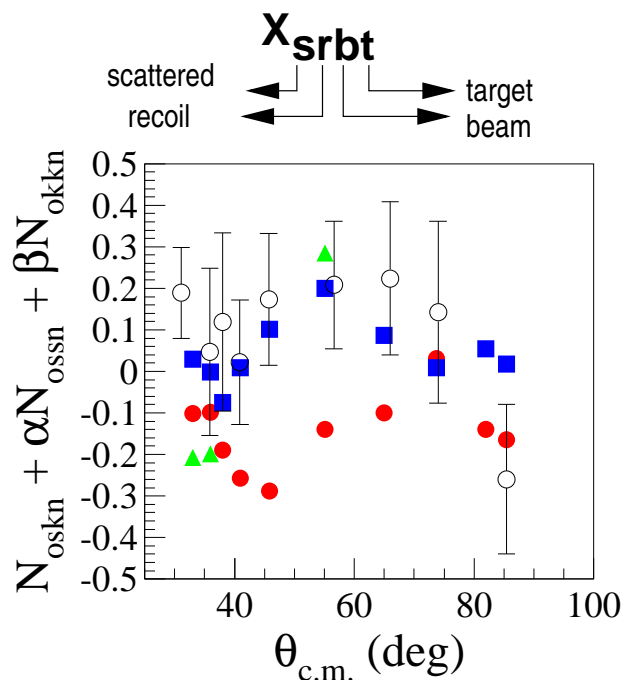 X_srbt
scattered
target
recoil
beam
N_oskn + αN_ossn + βN_okkn
0.5
0.4
0.3
0.2
0.1
0
-0.1
-0.2
-0.3
-0.4
-0.5
40 60 80 100
θ_c.m. (deg)